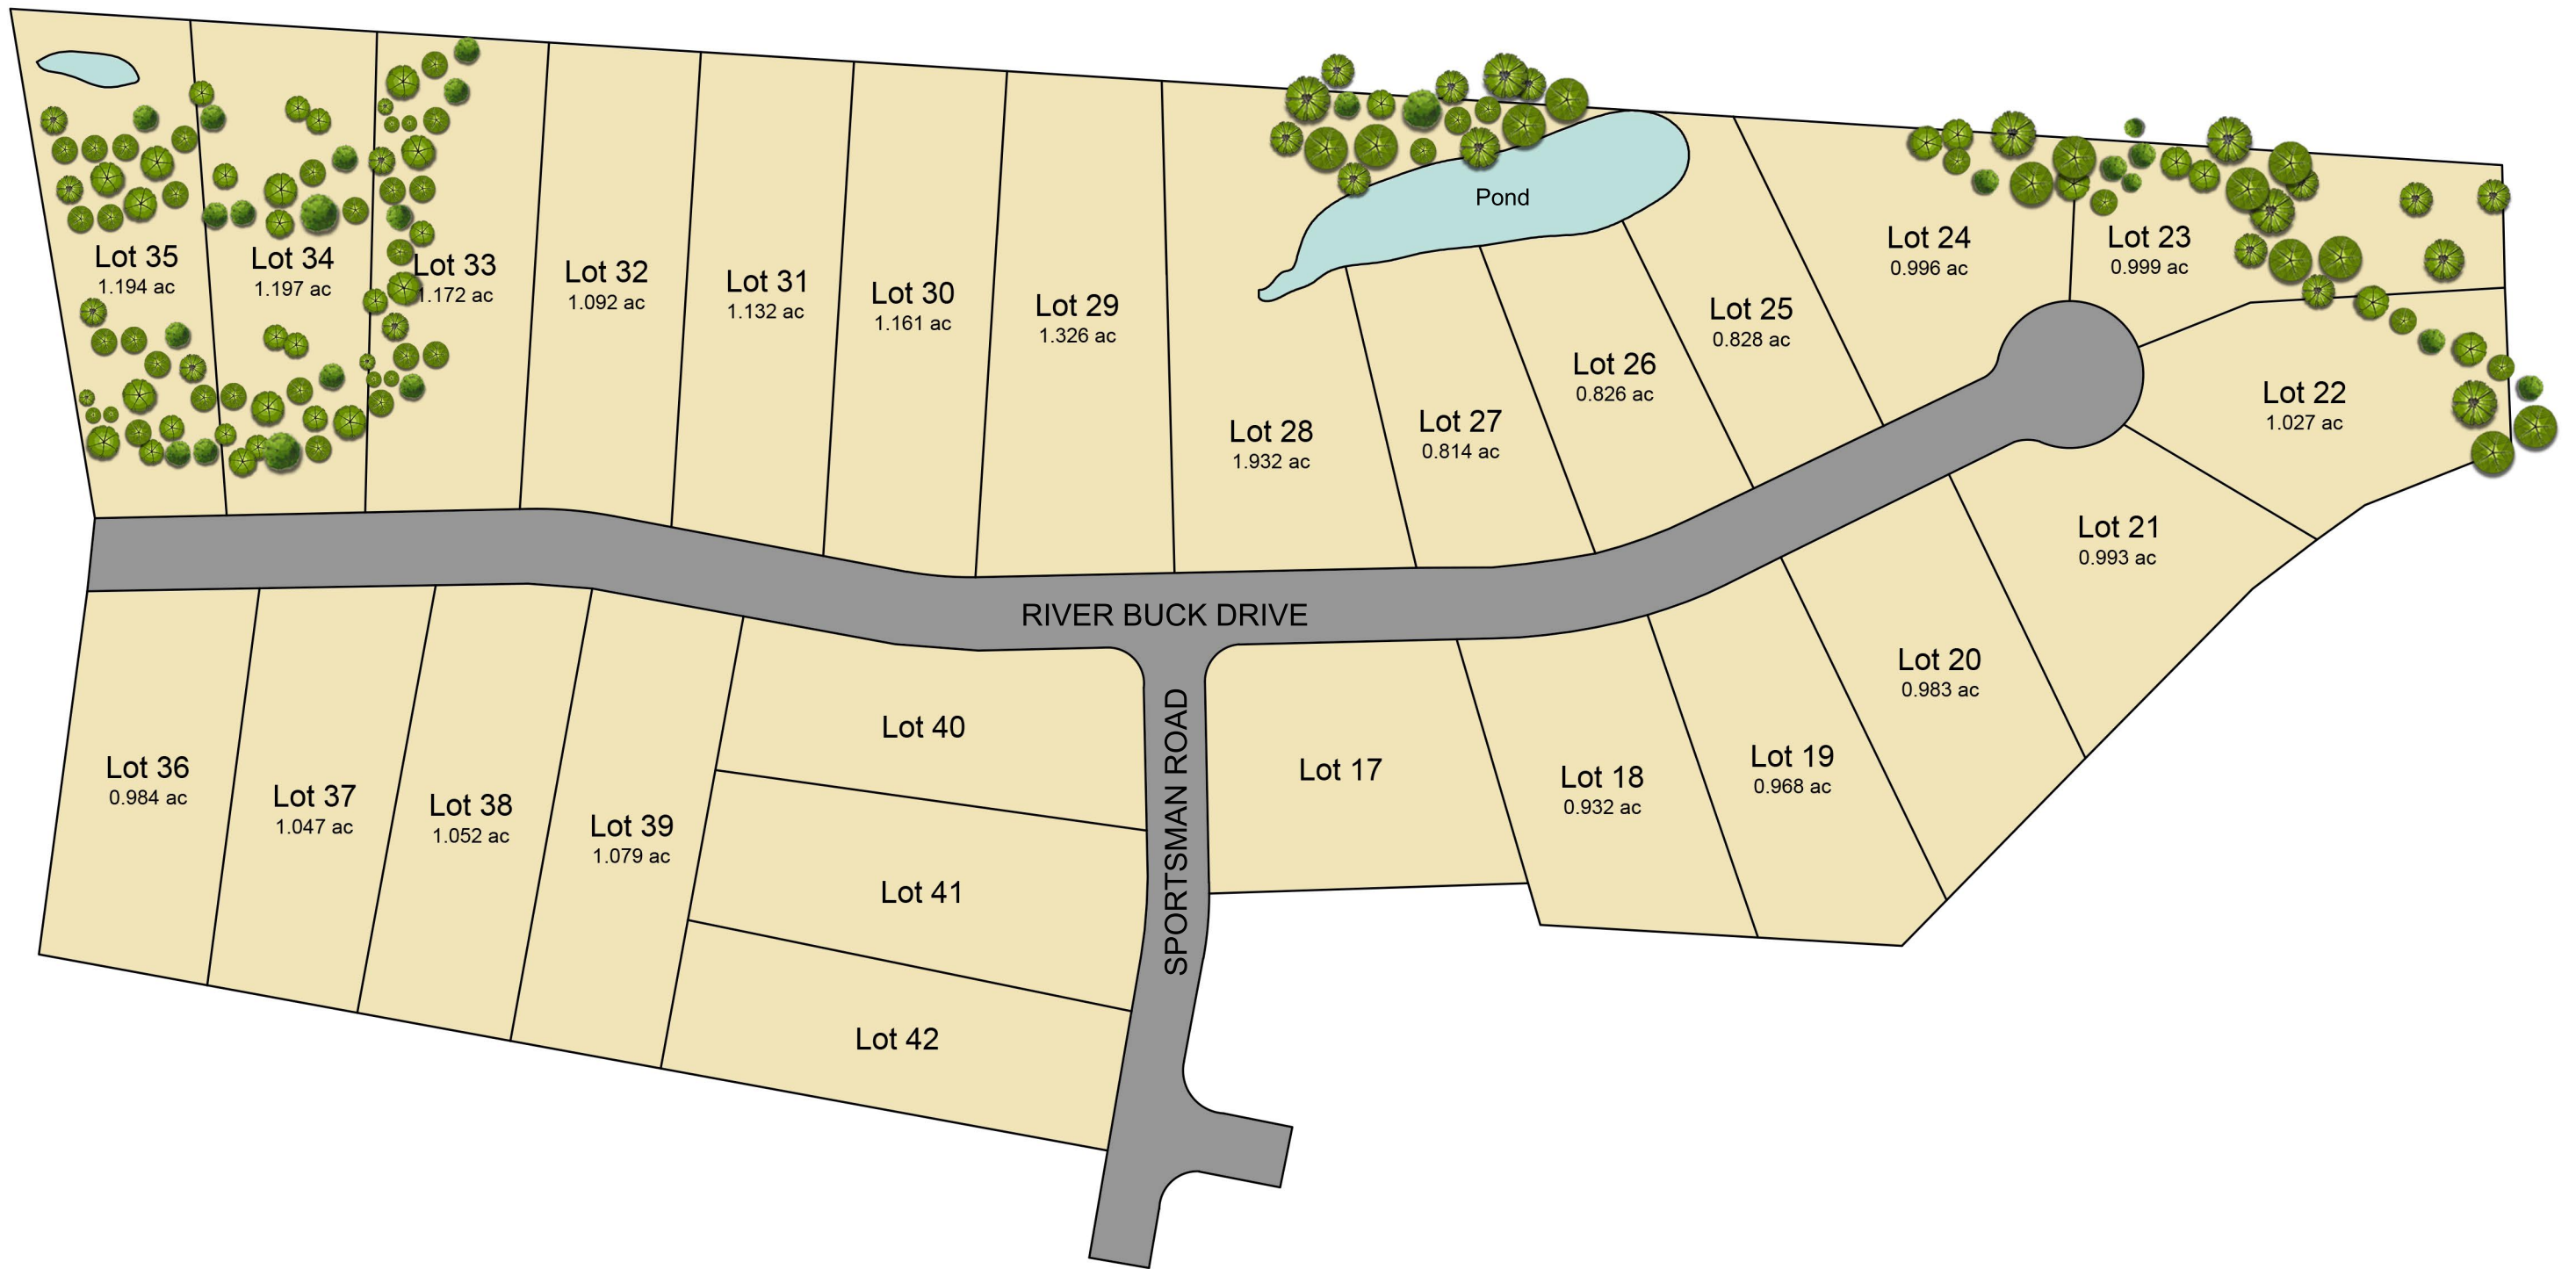 Pond
Lot 35
1.194 ac
Lot 34
1.197 ac
Lot 33
1.172 ac
Lot 32
1.092 ac
Lot 31
1.132 ac
Lot 30
1.161 ac
Lot 29
1.326 ac
Lot 28
1.932 ac
Lot 27
0.814 ac
Lot 26
0.826 ac
Lot 25
0.828 ac
Lot 24
0.996 ac
Lot 23
0.999 ac
Lot 22
1.027 ac
Lot 21
0.993 ac
RIVER BUCK DRIVE
SPORTSMAN ROAD
Lot 36
0.984 ac
Lot 37
1.047 ac
Lot 38
1.052 ac
Lot 39
1.079 ac
Lot 40
Lot 41
Lot 42
Lot 17
Lot 18
0.932 ac
Lot 19
0.968 ac
Lot 20
0.983 ac